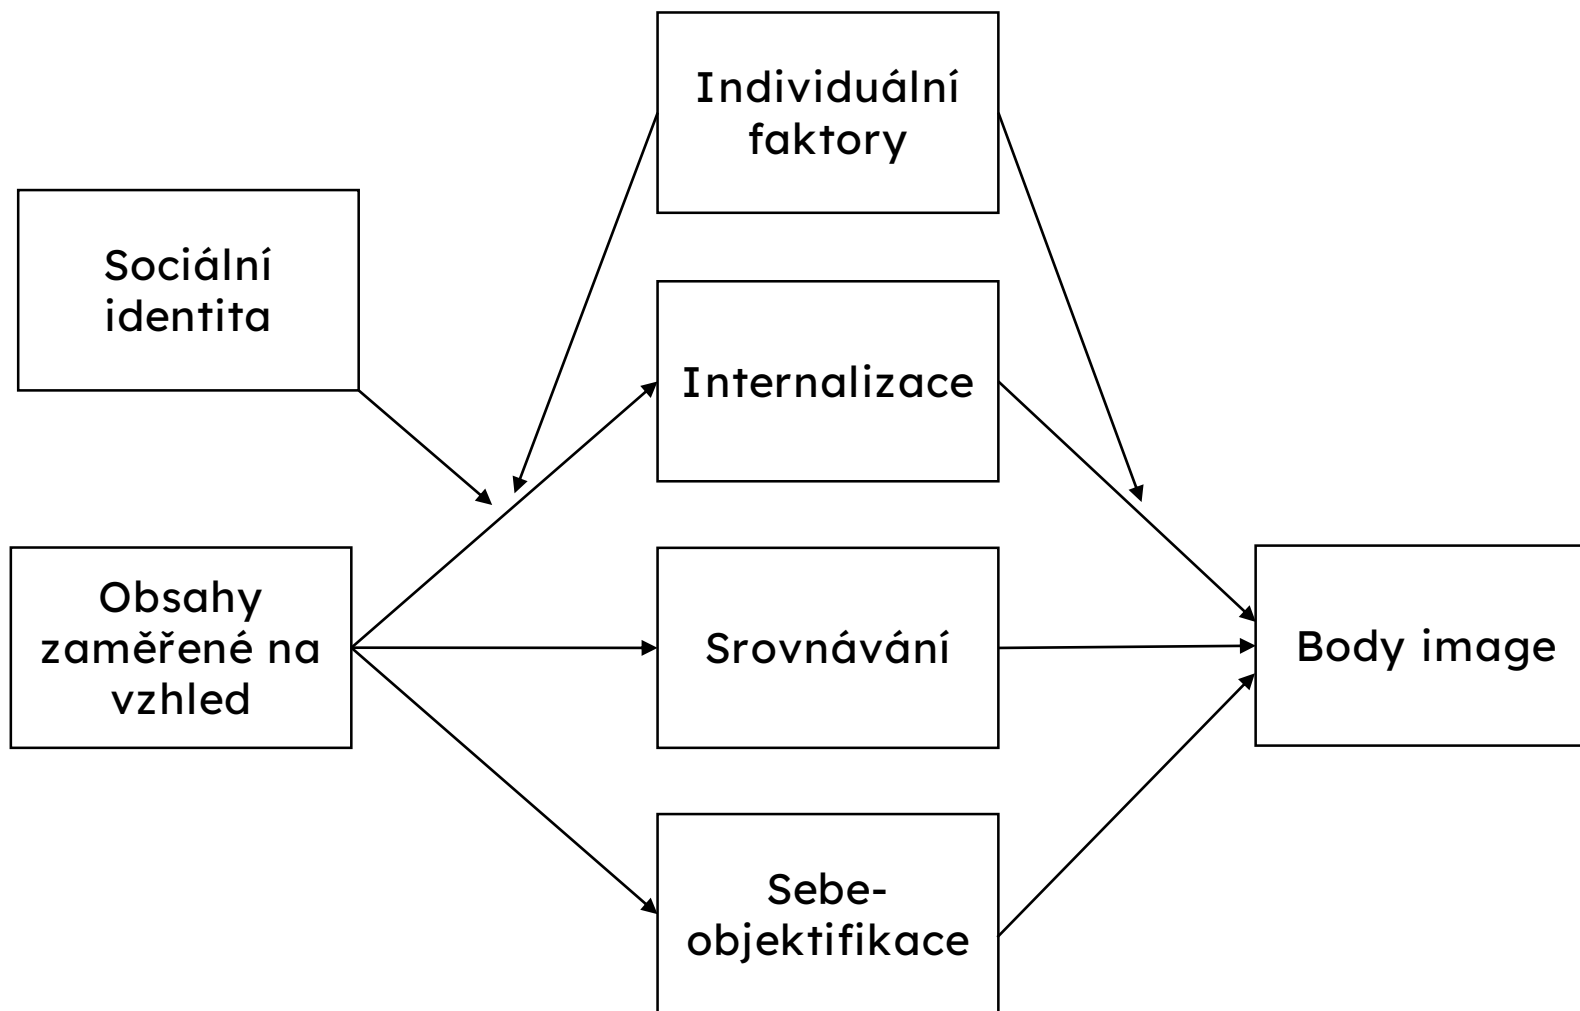 Individuální
faktory
Sociální
identita
Internalizace
Obsahy
zaměřené na
vzhled
Srovnávání
Body image
Sebe-
objektifikace